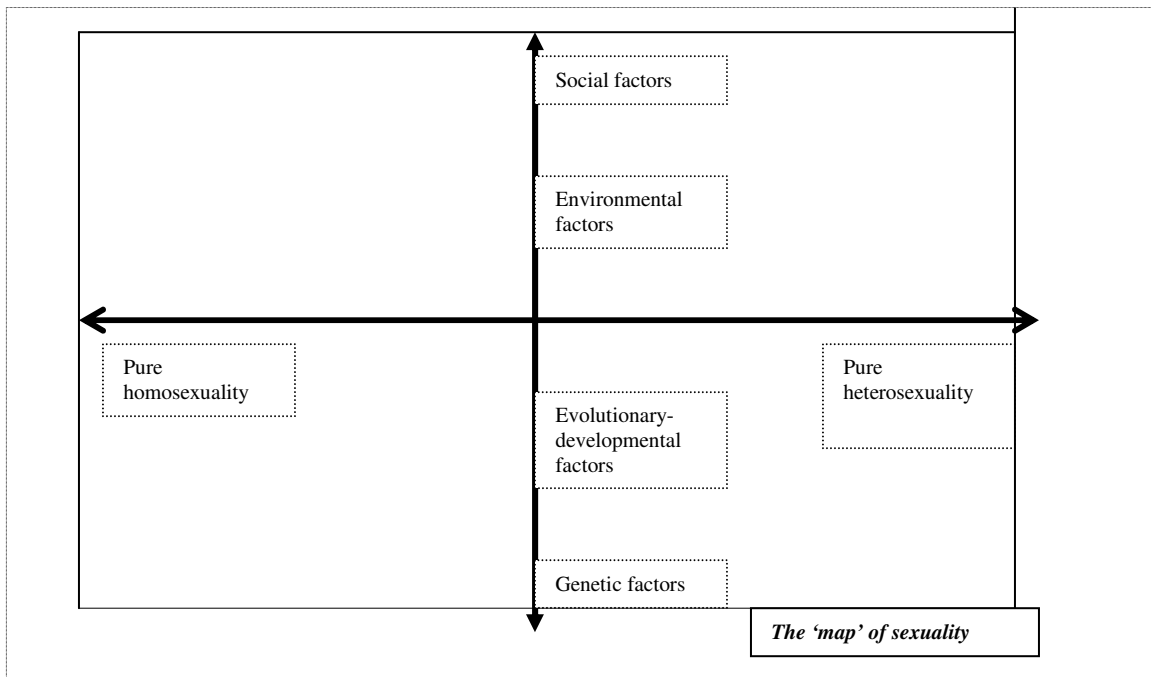 Social factors
Environmental
factors
Pure
homosexuality
Pure
heterosexuality
Evolutionary-
developmental
factors
Genetic factors
The ‘map’ of sexuality